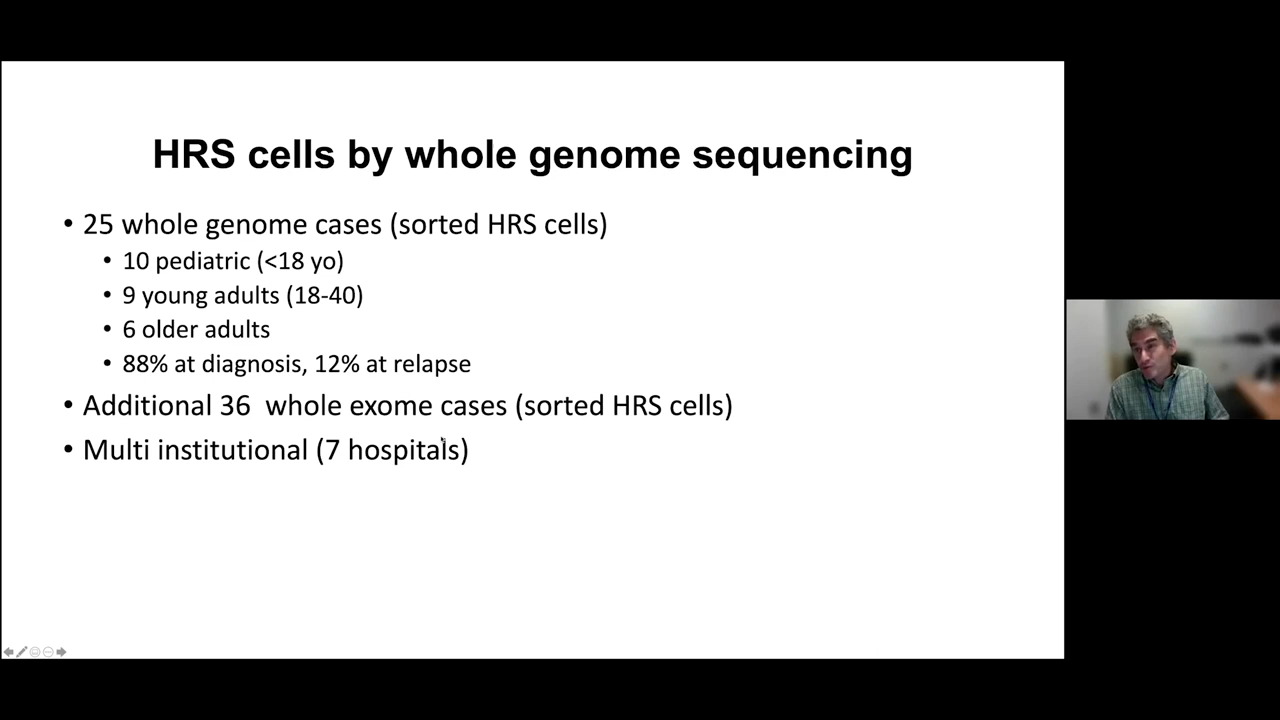 HRS cells by whole genome sequencing
• 25 whole genome cases (sorted HRS cells)
• 10 pediatric (<18 yo)
• 9 young adults (18-40)
• 6 older adults
• 88% at diagnosis, 12% at relapse
• Additional 36 whole exome cases (sorted HRS cells)
• Multi institutional (7 hospitals)